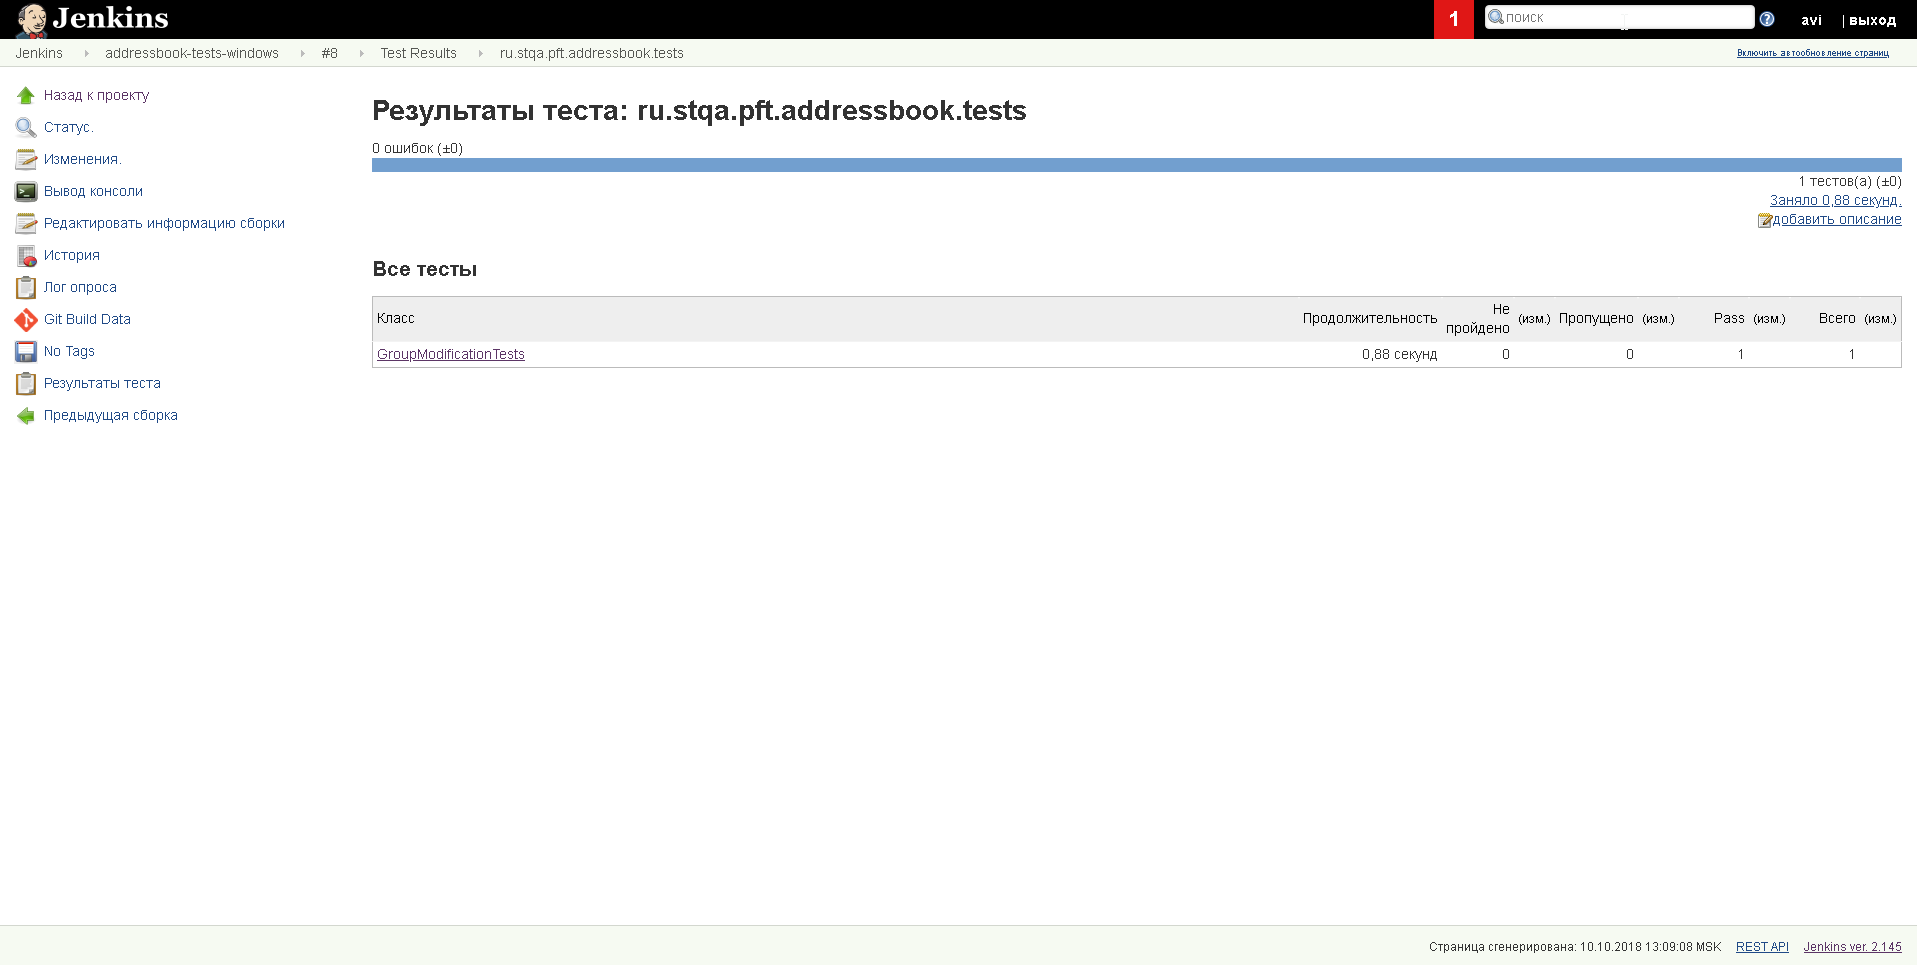 Jenkins
1
поиск
avi
| выход
Jenkins
addressbook-tests-windows
#8
Test Results
ru.stqa.pft.addressbook.tests
Включить автообновление страниц
Назад к проекту
Статус.
Изменения.
Вывод консоли
Редактировать информацию сборки
История
Лог опроса
Git Build Data
No Tags
Результаты теста
Предыдущая сборка
Результаты теста: ru.stqa.pft.addressbook.tests
0 ошибок (±0)
1 тестов(а) (±0)
Заняло 0,88 секунд.
добавить описание
Все тесты
Класс Продолжительность Не пройдено (изм.) Пропущено (изм.) Pass (изм.) Всего (изм.)
GroupModificationTests 0,88 секунд 0 0 1 1
Страница сгенерирована: 10.10.2018 13:09:08 MSK REST API Jenkins ver. 2.145